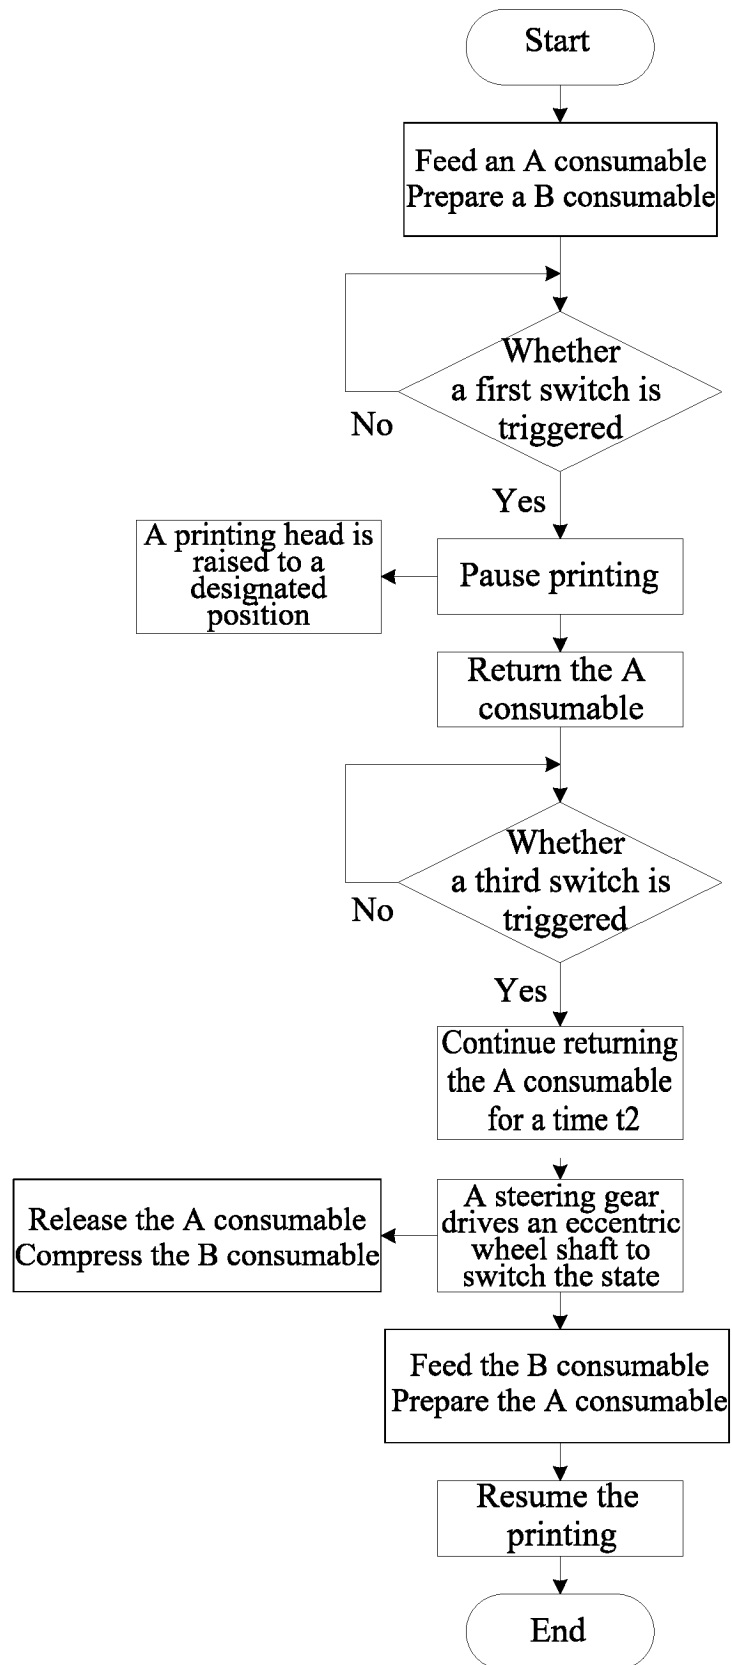 Start
Feed an A consumable
Prepare a B consumable
Whether
a first switch is
triggered
No
Yes
A printing head is
raised to a
designated
position
Pause printing
Return the A
consumable
Whether
a third switch is
triggered
No
Yes
Continue returning
the A consumable
for a time t2
A steering gear
drives an eccentric
wheel shaft to
switch the state
Release the A consumable
Compress the B consumable
Feed the B consumable
Prepare the A consumable
Resume the
printing
End